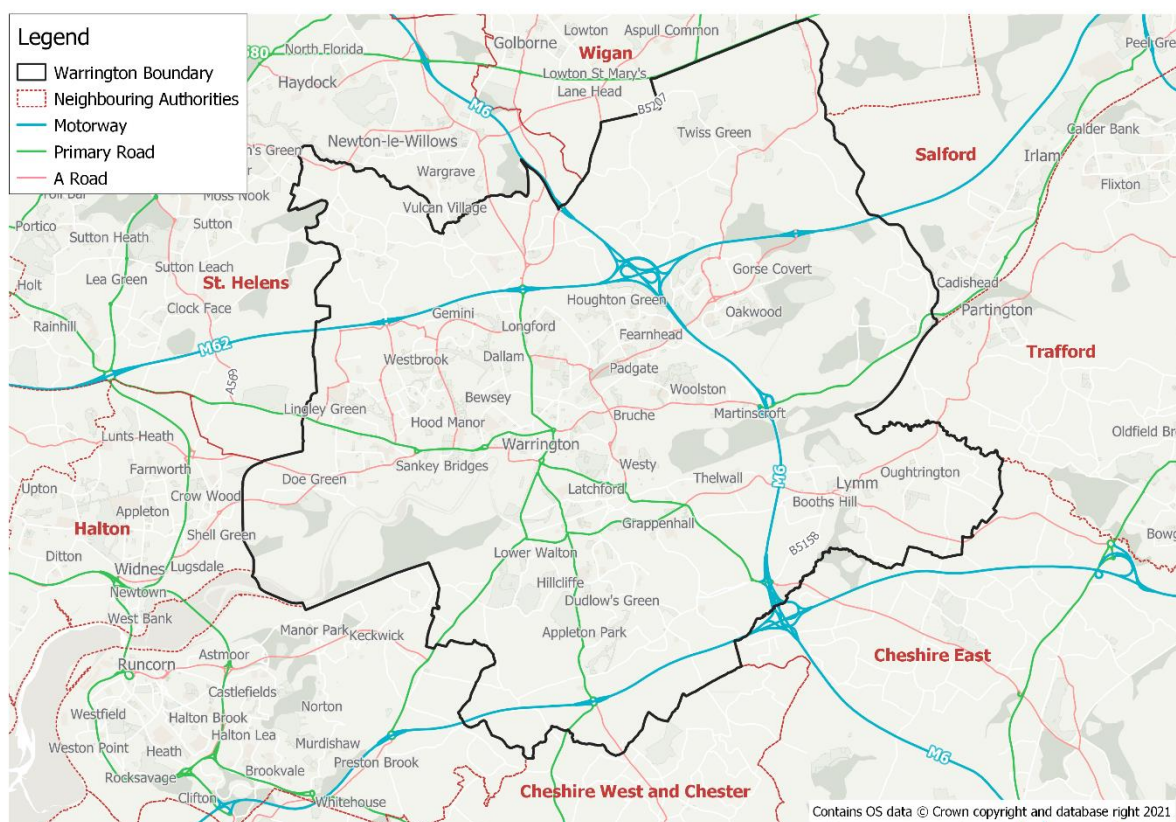 Legend
Warrington Boundary
Neighbouring Authorities
Motorway
Primary Road
A Road
North Florida
Haydock
Golborne
Lowton
Aspull Common
Wigan
Lowton St Mary's
Lane Head
M6
B5207
Peel Gre
Calder Bank
Irlam
Flixton
Newton-le-Willows
Wargrave
Twiss Green
Salford
Moss Nook
Vulcan Village
Portico
Sutton
Sutton Heath
Sutton Leach
Lea Green
St. Helens
Holt
Clock Face
Rainhill
M62
Gorse Covert
Gemini
Houghton Green
Oakwood
Cadishead
Partington
Longford
Fearnhead
Westbrook
Dallam
Padgate
Trafford
A569
Bewsey
Woolston
Lingley Green
Hood Manor
Bruche
Martinscroft
Lunts Heath
Warrington
Oldfield Br
Farnworth
Sankey Bridges
Westy
Upton
Crow Wood
Doe Green
Latchford
Thelwall
M6
Lymm
Oughtrington
Appleton
Booths Hill
Halton
Shell Green
Grappenhall
Bowg
Ditton
Lower Walton
B5158
Widnes
Lugsdale
Newtown
Hillcliffe
West Bank
Dudlow's Green
Manor Park
Keckwick
Appleton Park
Astmoor
Runcorn
Cheshire East
Castlefields
Westfield
Halton Brook
Norton
Weston Point
Heath
Halton Lea
Murdishaw
Preston Brook
M6
Rocksavage
Brookvale
Clifton
Whitehouse
Cheshire West and Chester
Contains OS data © Crown copyright and database right 2021